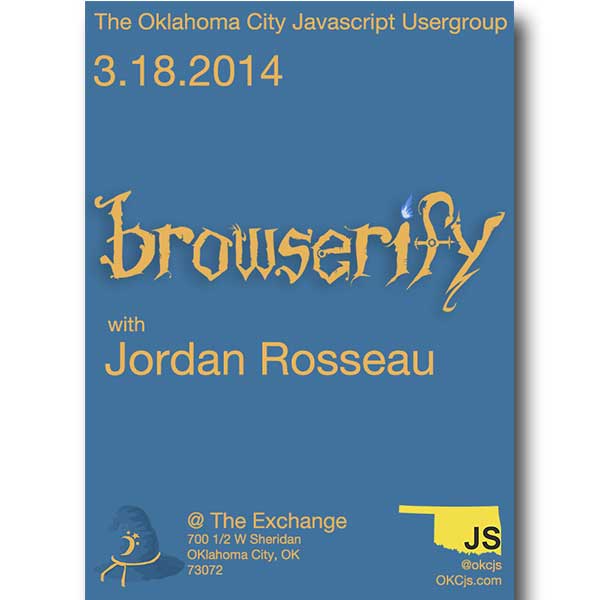 The Oklahoma City Javascript Usergroup
3.18.2014
browserify
with
Jordan Rosseau
@ The Exchange
700 1/2 W Sheridan
OKlahoma City, OK
73072
JS
@okcjs
OKCjs.com